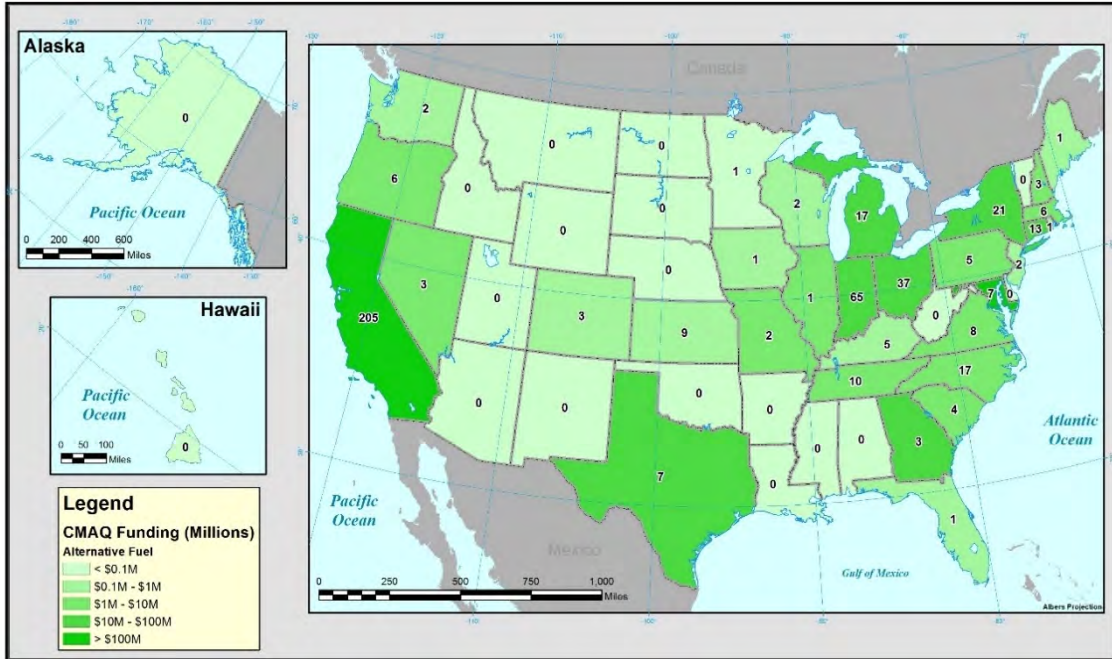 Alaska
0
Pacific Ocean
0 200 400 600
Miles
Hawaii
Pacific
Ocean
0 50 100
Miles
0
Legend
CMAQ Funding (Millions)
Alternative Fuel
< $0.1M
$0.1M - $1M
$1M - $10M
$10M - $100M
> $100M
Canada
2
0
0
1
1
6
0
0
2
17
21
0
3
6
13
1
0
0
1
5
2
205
3
0
3
9
2
1
65
37
0
7
0
8
5
10
17
4
0
0
0
0
0
0
3
7
0
1
Atlantic
Ocean
Pacific
Ocean
Mexico
Gulf of Mexico
0 250 500 750 1,000
Miles
Albers Projection